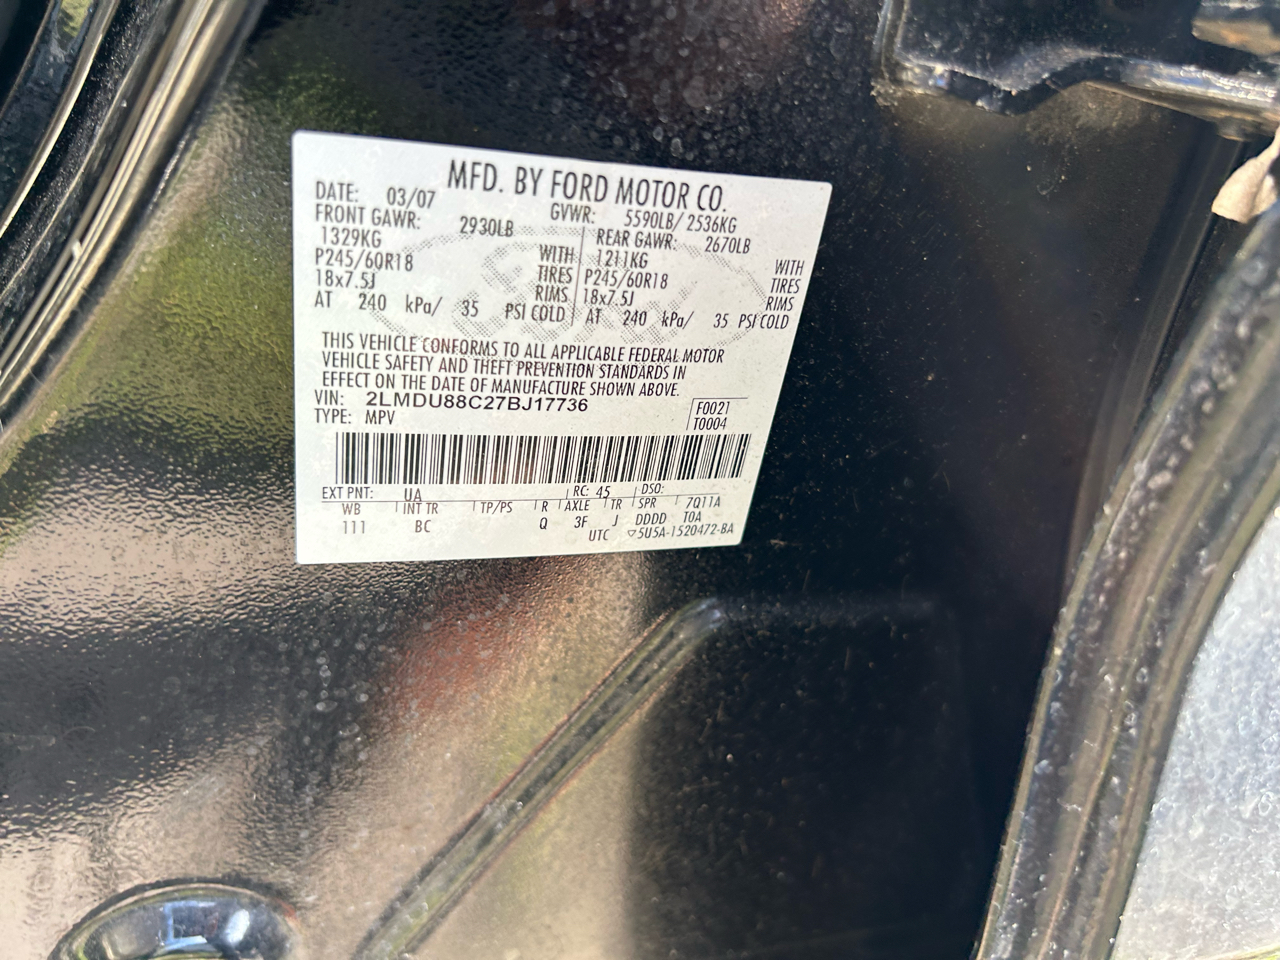 MFD. BY FORD MOTOR CO.
DATE: 03/07 GVWR: 5590LB/ 2536KG
FRONT GAWR: 2930LB REAR GAWR: 2670LB
1329KG WITH 1211KG WITH
P245/60R18 TIRES P245/60R18 TIRES
18x7.5J RIMS 18x7.5J RIMS
AT 240 kPa/ 35 PSI COLD AT 240 kPa/ 35 PSI COLD
THIS VEHICLE CONFORMS TO ALL APPLICABLE FEDERAL MOTOR
VEHICLE SAFETY AND THEFT PREVENTION STANDARDS IN
EFFECT ON THE DATE OF MANUFACTURE SHOWN ABOVE.
VIN: 2LMDU88C27BJ17736 F0021
TYPE: MPV T0004
EXT PNT: UA RC: 45 DSO:
WB INT TR TP/PS R AXLE TR SPR 7Q11A
111 BC Q 3F J DDDD T0A
UTC ▽5U5A-1520472-BA